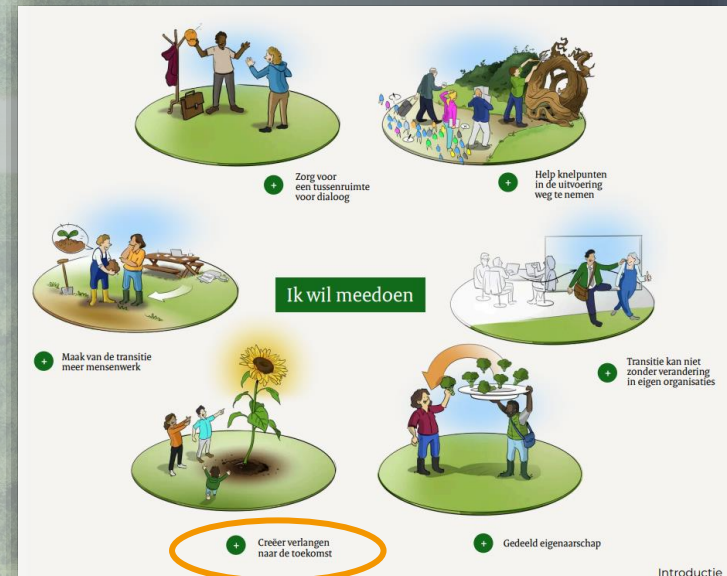 Zorg voor
een tussenruimte
voor dialoog
Help knelpunten
in de uitvoering
weg te nemen
Ik wil meedoen
Maak van de transitie
meer mensenwerk
Transitie kan niet
zonder verandering
in eigen organisaties
Creëer verlangen
naar de toekomst
Gedeeld eigenaarschap
Introductie